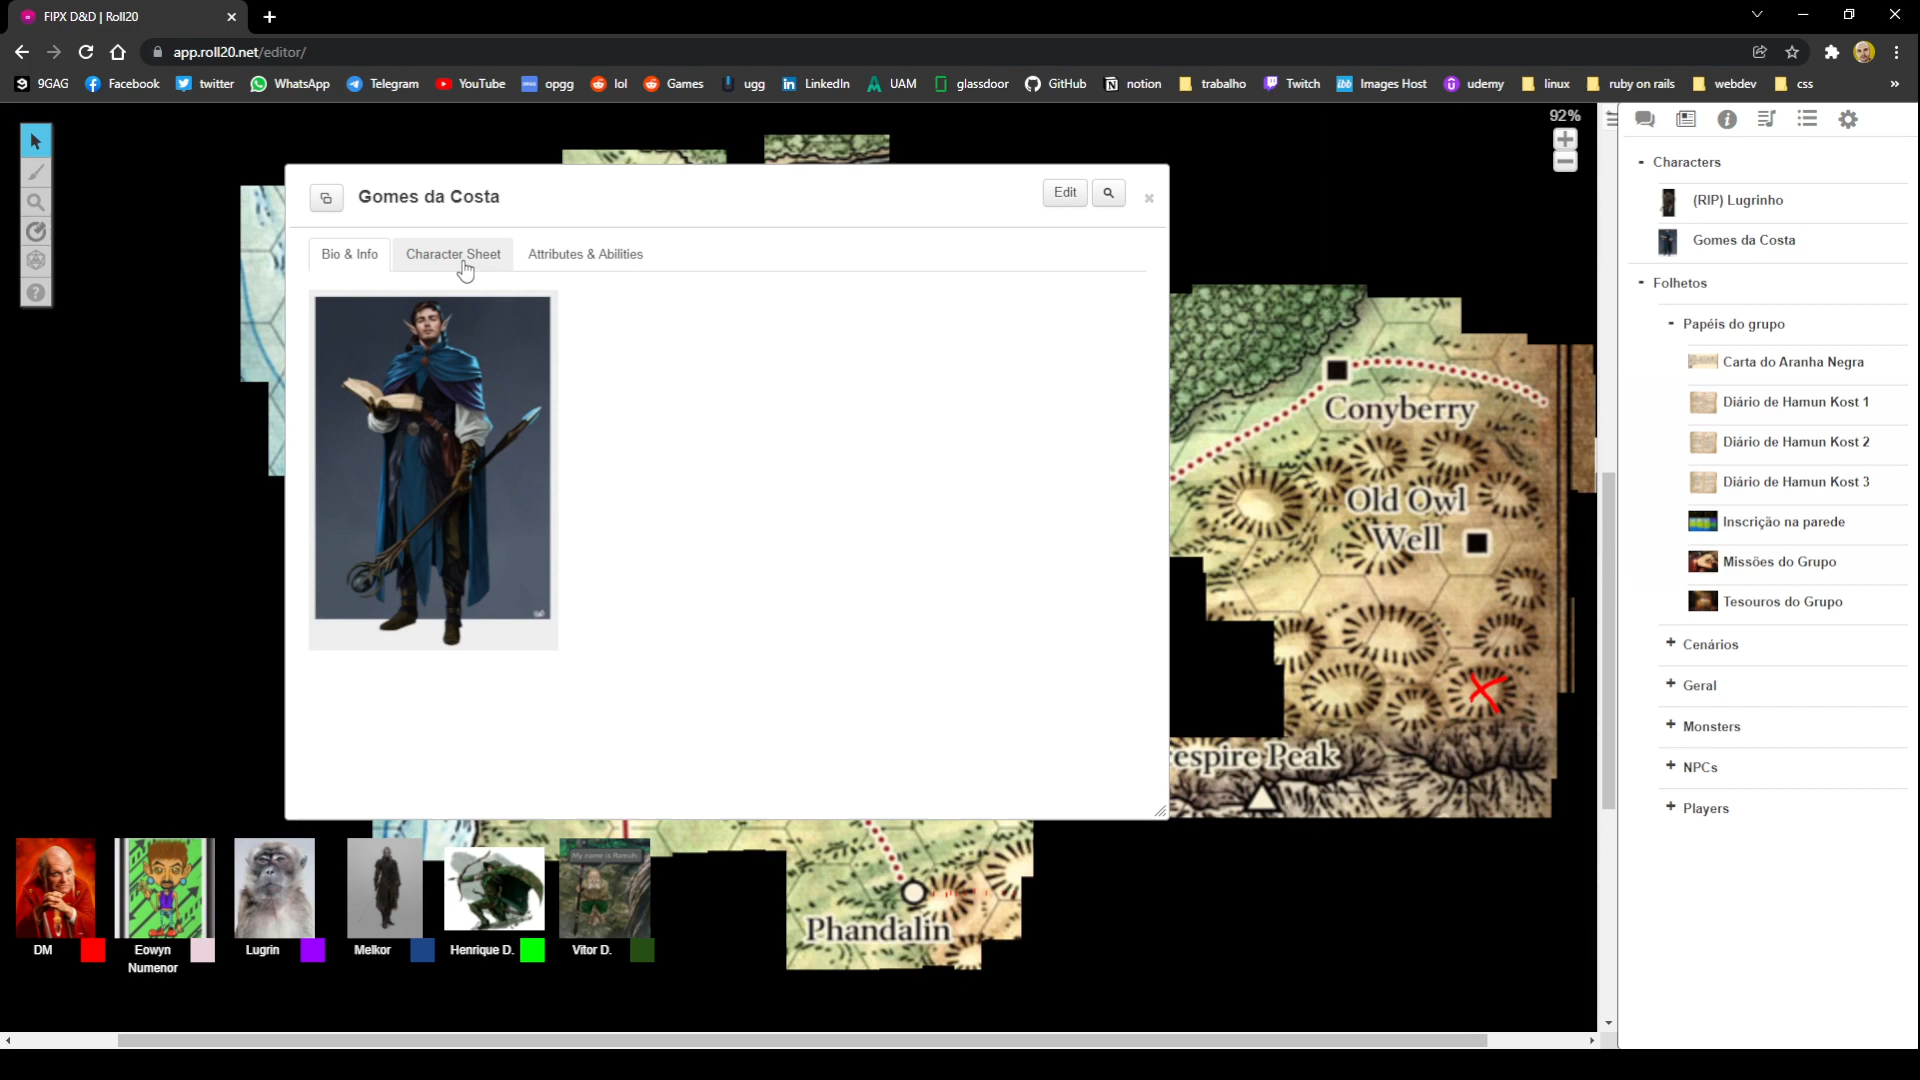 FIPX D&D | Roll20
app.roll20.net/editor/
9GAG Facebook twitter WhatsApp Telegram YouTube opgg lol Games ugg LinkedIn UAM glassdoor GitHub notion trabalho Twitch Images Host udemy linux ruby on rails webdev css »
92%
Gomes da Costa
Edit
Bio & Info Character Sheet Attributes & Abilities
Characters
(RIP) Lugrinho
Gomes da Costa
Folhetos
Papéis do grupo
Carta do Aranha Negra
Diário de Hamun Kost 1
Diário de Hamun Kost 2
Diário de Hamun Kost 3
Inscrição na parede
Missões do Grupo
Tesouros do Grupo
Cenários
Geral
Monsters
NPCs
Players
Conyberry
Old Owl
Well
espire Peak
Phandalin
My name is Ramuh.
DM
Eowyn
Numenor
Lugrin
Melkor
Henrique D.
Vitor D.